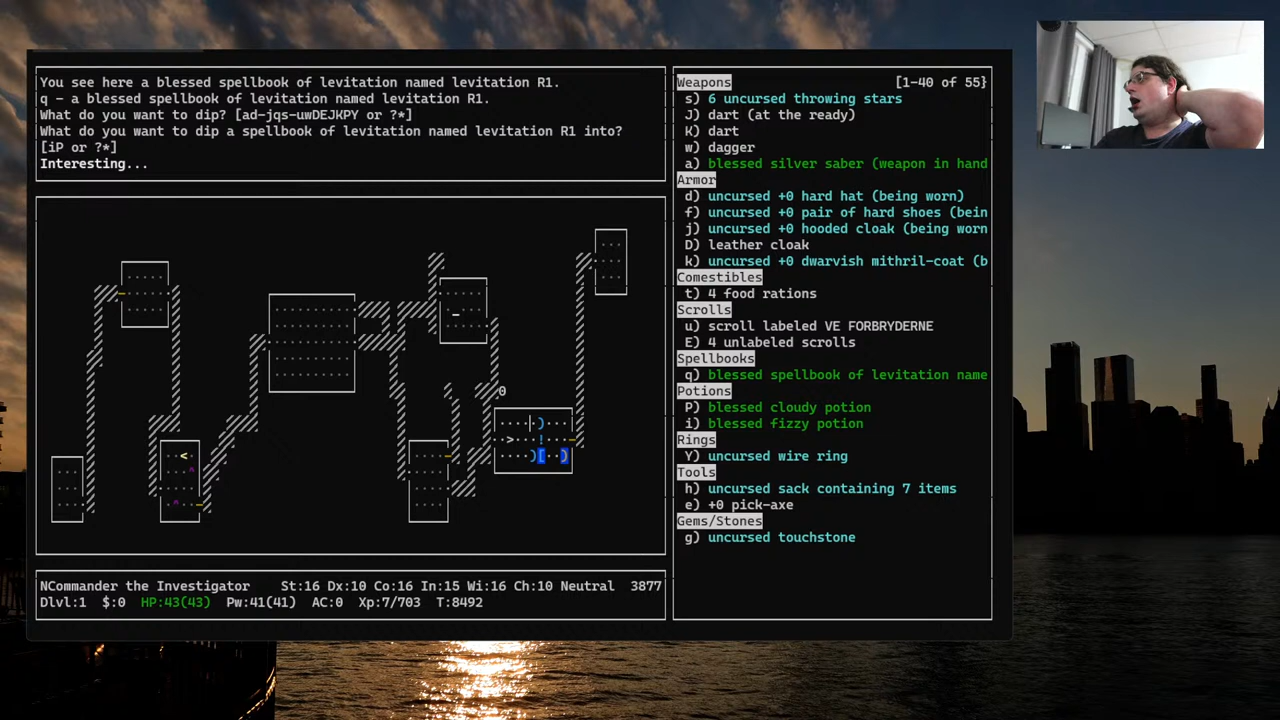 You see here a blessed spellbook of levitation named levitation R1.
q - a blessed spellbook of levitation named levitation R1.
What do you want to dip? [ad-jqs-uwDEJKPY or ?*]
What do you want to dip a spellbook of levitation named levitation R1 into?
[iP or ?*]
Interesting...
NCommander the Investigator St:16 Dx:10 Co:16 In:15 Wi:16 Ch:10 Neutral 3877
Dlvl:1 $:0 HP:43(43) Pw:41(41) AC:0 Xp:7/703 T:8492
Weapons [1-40 of 55}
s) 6 uncursed throwing stars
J) dart (at the ready)
K) dart
w) dagger
a) blessed silver saber (weapon in hand
Armor
d) uncursed +0 hard hat (being worn)
f) uncursed +0 pair of hard shoes (bein
j) uncursed +0 hooded cloak (being worn
D) leather cloak
k) uncursed +0 dwarvish mithril-coat (b
Comestibles
t) 4 food rations
Scrolls
u) scroll labeled VE FORBRYDERNE
E) 4 unlabeled scrolls
Spellbooks
q) blessed spellbook of levitation name
Potions
P) blessed cloudy potion
i) blessed fizzy potion
Rings
Y) uncursed wire ring
Tools
h) uncursed sack containing 7 items
e) +0 pick-axe
Gems/Stones
g) uncursed touchstone